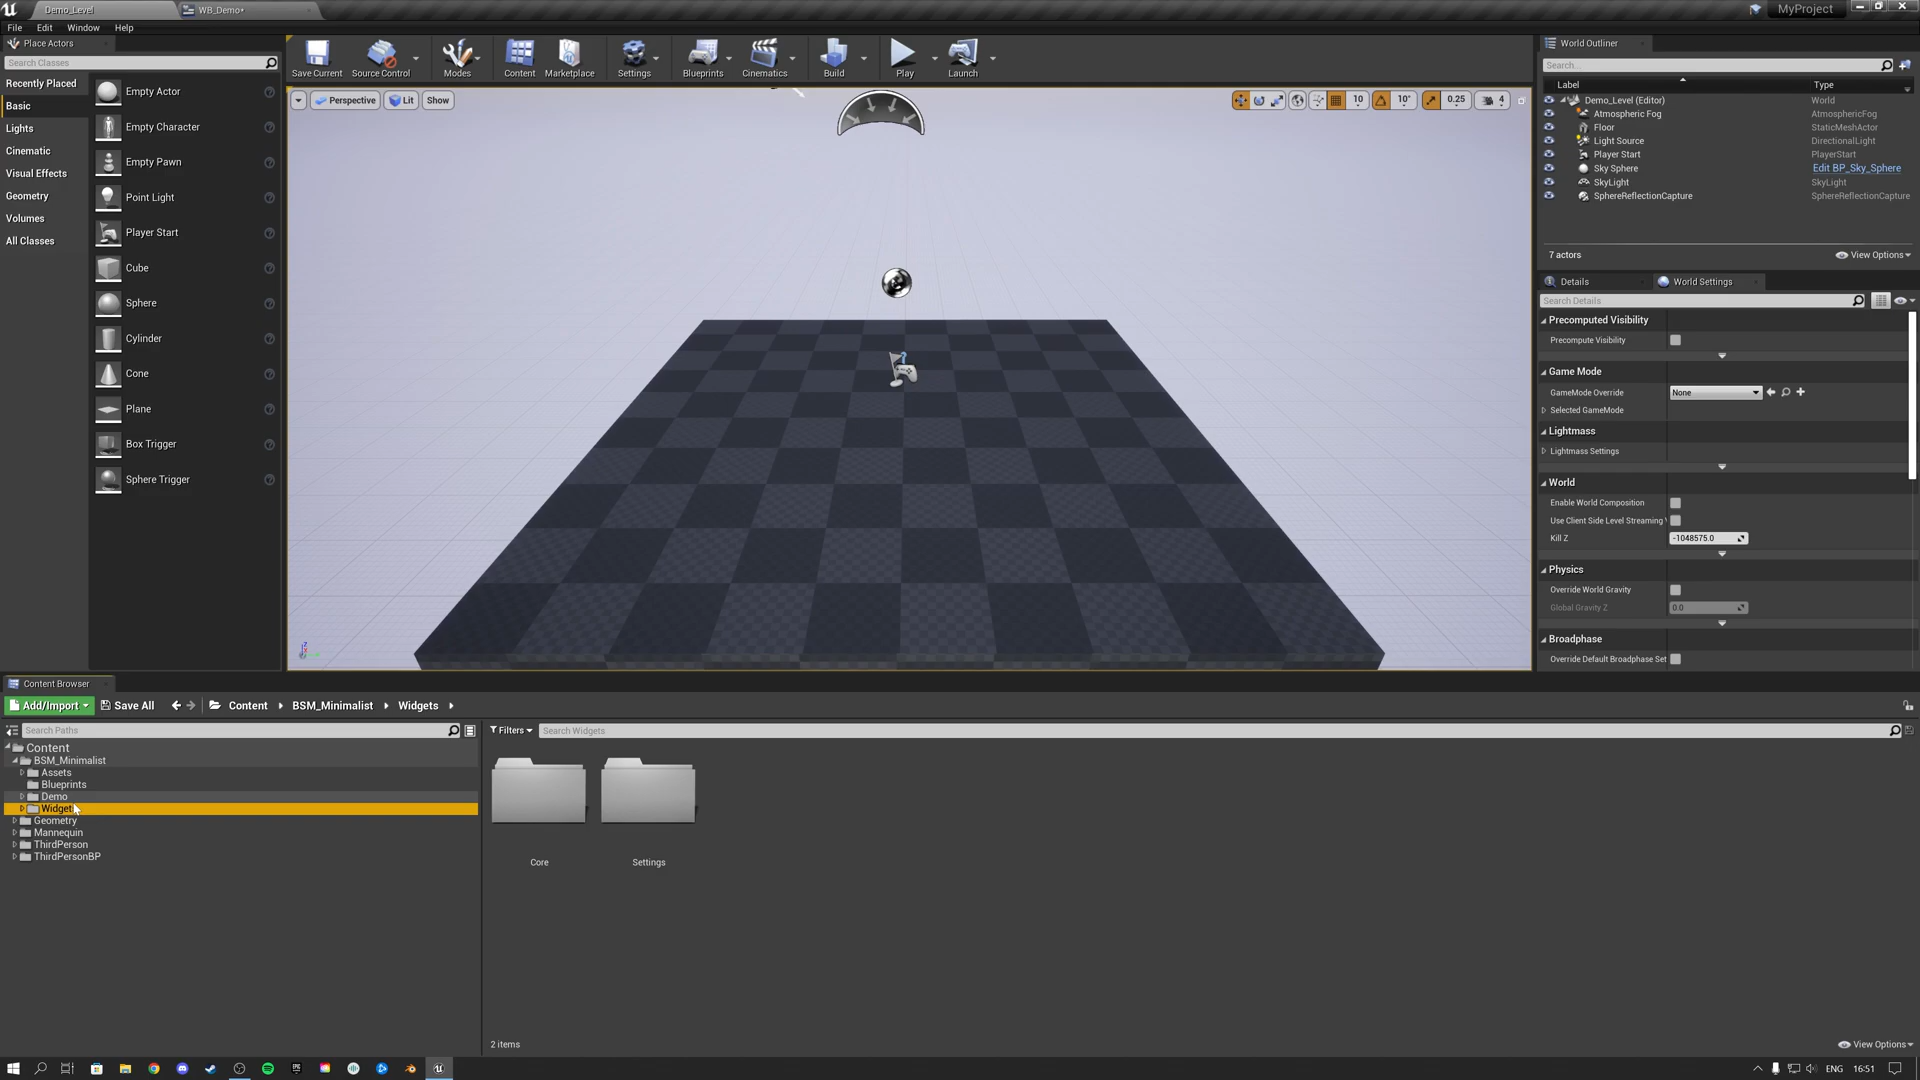 Demo_Level
WB_Demo*
MyProject
File Edit Window Help
Place Actors
Search Classes
Recently Placed
Basic
Lights
Cinematic
Visual Effects
Geometry
Volumes
All Classes
Empty Actor
Empty Character
Empty Pawn
Point Light
Player Start
Cube
Sphere
Cylinder
Cone
Plane
Box Trigger
Sphere Trigger
Save Current
Source Control
Modes
Content
Marketplace
Settings
Blueprints
Cinematics
Build
Play
Launch
Perspective
Lit
Show
10
10°
0.25
4
World Outliner
Search...
Label Type
Demo_Level (Editor) World
Atmospheric Fog AtmosphericFog
Floor StaticMeshActor
Light Source DirectionalLight
Player Start PlayerStart
Sky Sphere Edit BP_Sky_Sphere
SkyLight SkyLight
SphereReflectionCapture SphereReflectionCapture
7 actors View Options
Details World Settings
Search Details
Precomputed Visibility
Precompute Visibility
Game Mode
GameMode Override None
Selected GameMode
Lightmass
Lightmass Settings
World
Enable World Composition
Use Client Side Level Streaming
Kill Z -1048575.0
Physics
Override World Gravity
Global Gravity Z 0.0
Broadphase
Override Default Broadphase Set
Content Browser
Add/Import Save All Content BSM_Minimalist Widgets
Search Paths
Filters Search Widgets
Content
BSM_Minimalist
Assets
Blueprints
Demo
Widget
Geometry
Mannequin
ThirdPerson
ThirdPersonBP
Core
Settings
2 items View Options
ENG 16:51